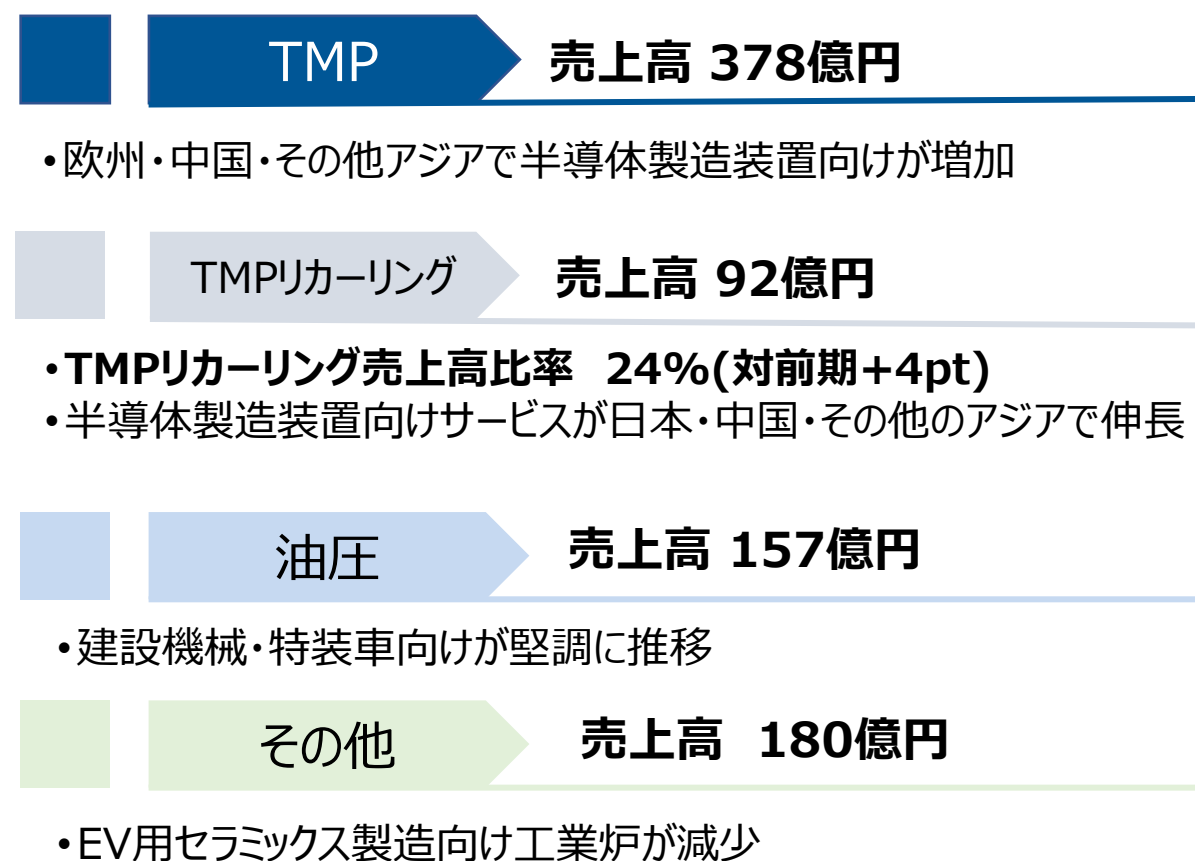 TMP
売上高 378億円
•欧州・中国・その他アジアで半導体製造装置向けが増加
TMPリカーリング
売上高 92億円
•TMPリカーリング売上高比率 24%(対前期+4pt)
•半導体製造装置向けサービスが日本・中国・その他のアジアで伸長
油圧
売上高 157億円
•建設機械・特装車向けが堅調に推移
その他
売上高 180億円
•EV用セラミックス製造向け工業炉が減少